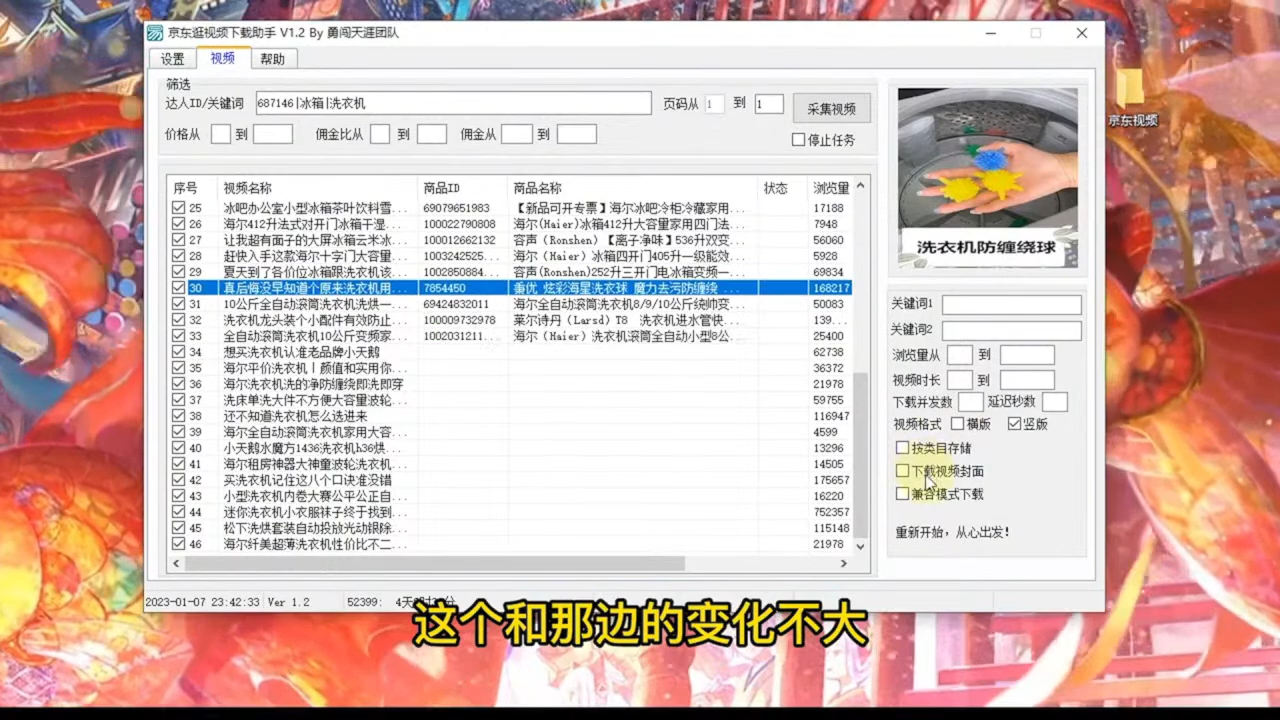 京东逛视频下载助手 V1.2 By 勇闯天涯团队
设置 视频 帮助
筛选
达人ID/关键词 687146|冰箱|洗衣机 页码从 1 到 1 采集视频
价格从 到 佣金比从 到 佣金从 到 停止任务
京东视频
序号 视频名称 商品ID 商品名称 状态 浏览量
25 冰吧办公室小型冰箱茶叶饮料雪... 69079651983 【新品可开专票】海尔冰吧冷柜冷藏家用... 17188
26 海尔412升法式对开门冰箱干湿... 100022790808 海尔(Haier)冰箱412升大容量家用四门法... 7948
27 让我超有面子的大屏冰箱云米冰... 100012662132 容声（Ronshen）【离子净味】536升双变... 56060
28 赶快入手这款海尔十字门大容量... 1003242525... 海尔（Haier）冰箱四开门405升一级能效... 5928
29 夏天到了各价位冰箱跟洗衣机该... 1002850884... 容声(Ronshen)252升三开门电冰箱变频一... 69834
30 真后悔没早知道个原来洗衣机用... 7854450 秉优 炫彩海星洗衣球 魔力去污防缠绕 ... 168217
31 10公斤全自动滚筒洗衣机洗烘一... 69424832011 海尔全自动滚筒洗衣机8/9/10公斤绕帅变... 50083
32 洗衣机龙头装个小配件有效防止... 100009732978 莱尔诗丹（Larsd）T8 洗衣机进水管快... 139...
33 全自动滚筒洗衣机10公斤变频家... 1002031211... 海尔（Haier）洗衣机滚筒全自动小型8公... 25400
34 想买洗衣机认准老品牌小天鹅 62738
35 海尔平价洗衣机丨颜值和实用你... 36372
36 海尔洗衣机洗的净防缠绕即洗即穿 21978
37 洗床单洗大件不方便大容量波轮... 59755
38 还不知道洗衣机怎么选进来 116947
39 海尔全自动滚筒洗衣机家用大容... 4599
40 小天鹅水魔方1436洗衣机h36烘... 13296
41 海尔租房神器大神童波轮洗衣机... 14505
42 买洗衣机记住这八个口诀准没错 175657
43 小型洗衣机内卷大赛公平公正自... 16220
44 迷你洗衣机小衣服袜子终于找到... 752357
45 松下洗烘套装自动投放光动银除... 115148
46 海尔纤美超薄洗衣机性价比不二... 21978
洗衣机防缠绕球
关键词1
关键词2
浏览量从 到
视频时长 到
下载并发数 延迟秒数
视频格式 横版 竖版
按类目存储
下载视频封面
兼容模式下载
重新开始，从心出发！
2023-01-07 23:42:33 Ver 1.2 52399: 4天
这个和那边的变化不大